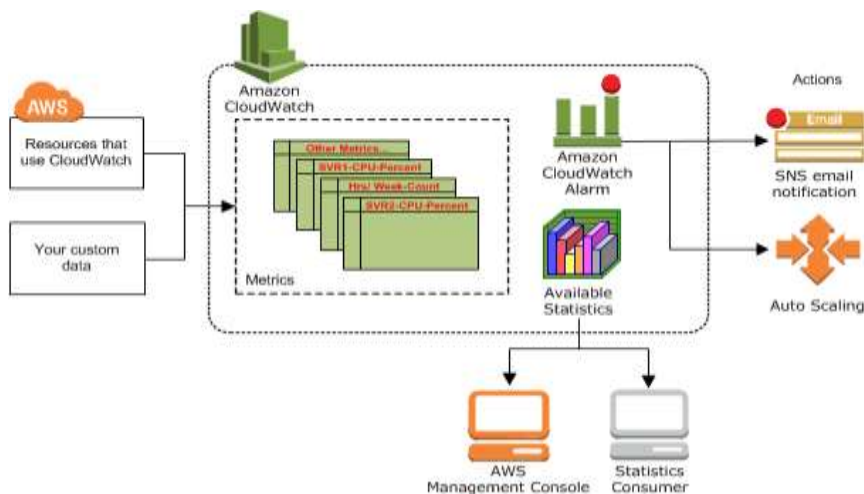 Amazon
CloudWatch
AWS
Resources that
use CloudWatch
Your custom
data
Other Metrics...
SVR1-CPU-Percent
Hrs/ Week-Count
SVR2-CPU-Percent
Metrics
Amazon
CloudWatch
Alarm
Available
Statistics
Actions
Email
SNS email
notification
Auto Scaling
AWS
Management Console
Statistics
Consumer